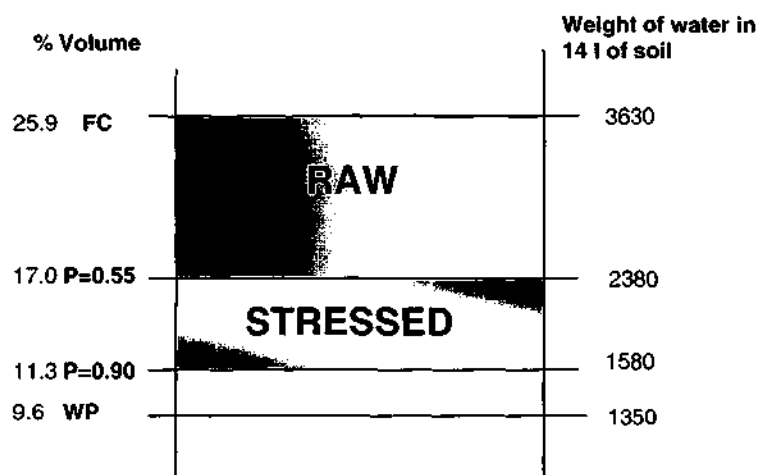 % Volume
Weight of water in
14 l of soil
25.9 FC
3630
RAW
17.0 P=0.55
2380
STRESSED
11.3 P=0.90
1580
9.6 WP
1350